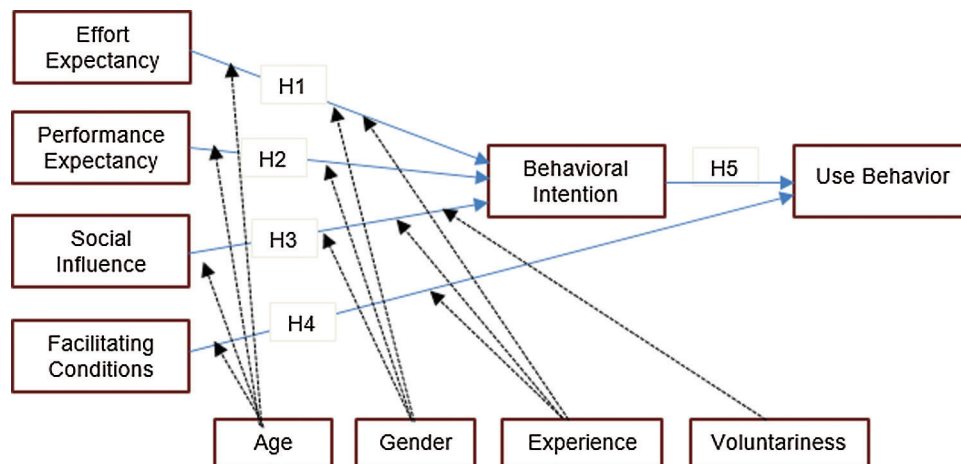 Effort
Expectancy
H1
Performance
Expectancy
H2
Behavioral
Intention
H5
Use Behavior
Social
Influence
H3
H4
Facilitating
Conditions
Age
Gender
Experience
Voluntariness